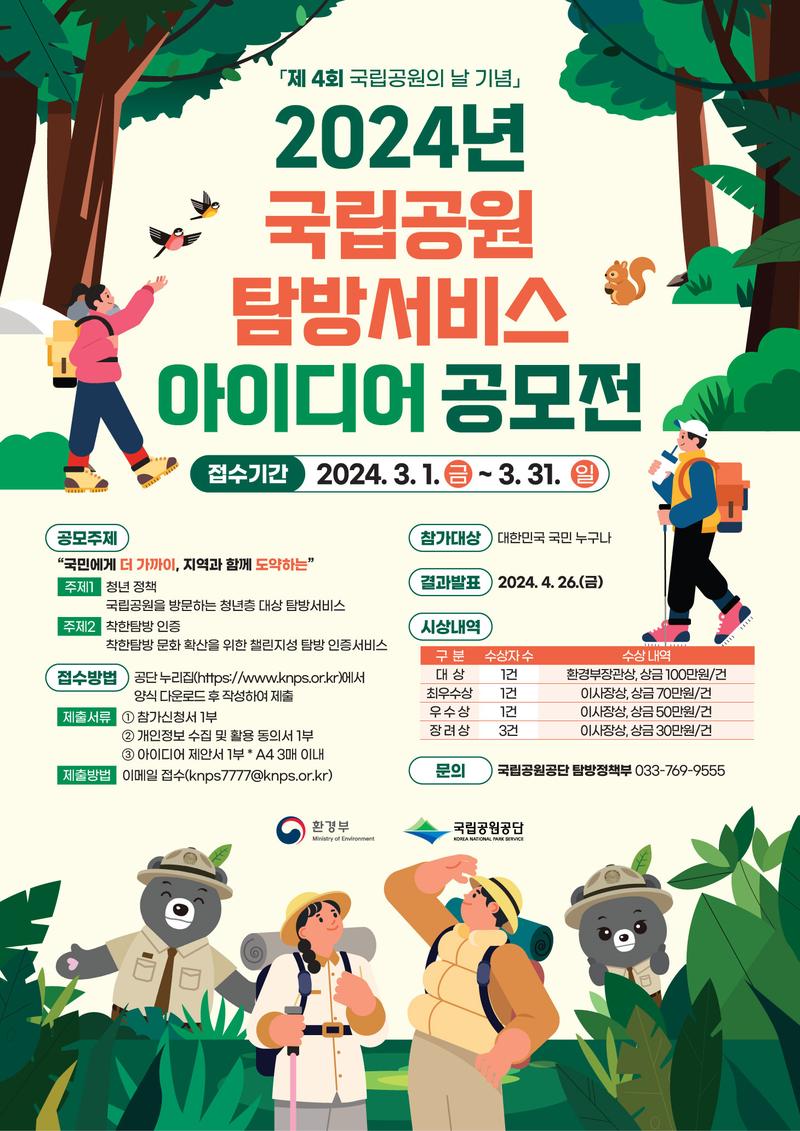 「제 4회 국립공원의 날 기념」
2024년
국립공원
탐방서비스
아이디어 공모전
접수기간 2024. 3. 1. 금 ~ 3. 31. 일
공모주제
“국민에게 더 가까이, 지역과 함께 도약하는”
주제1 청년 정책
국립공원을 방문하는 청년층 대상 탐방서비스
주제2 착한탐방 인증
착한탐방 문화 확산을 위한 챌린지성 탐방 인증서비스
접수방법 공단 누리집(https://www.knps.or.kr)에서
양식 다운로드 후 작성하여 제출
제출서류 ① 참가신청서 1부
② 개인정보 수집 및 활용 동의서 1부
③ 아이디어 제안서 1부 * A4 3매 이내
제출방법 이메일 접수(knps7777@knps.or.kr)
참가대상 대한민국 국민 누구나
결과발표 2024. 4. 26.(금)
시상내역
구 분 수상자 수 수상 내역
대 상 1건 환경부장관상, 상금 100만원/건
최우수상 1건 이사장상, 상금 70만원/건
우 수 상 1건 이사장상, 상금 50만원/건
장 려 상 3건 이사장상, 상금 30만원/건
문의 국립공원공단 탐방정책부 033-769-9555
환경부
Ministry of Environment
국립공원공단
KOREA NATIONAL PARK SERVICE